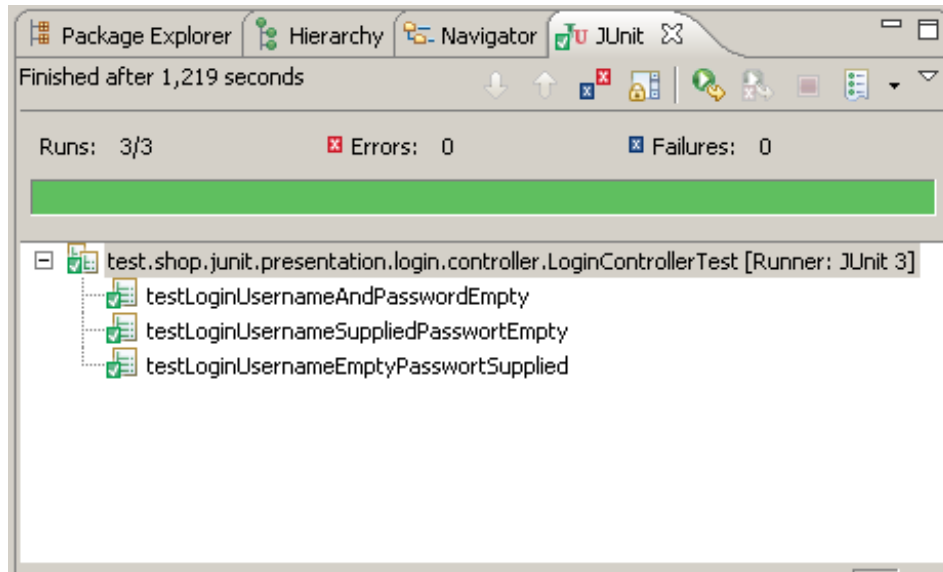 Package Explorer Hierarchy Navigator JU JUnit
Finished after 1,219 seconds
Runs: 3/3 Errors: 0 Failures: 0
test.shop.junit.presentation.login.controller.LoginControllerTest [Runner: JUnit 3]
testLoginUsernameAndPasswordEmpty
testLoginUsernameSuppliedPasswortEmpty
testLoginUsernameEmptyPasswortSupplied